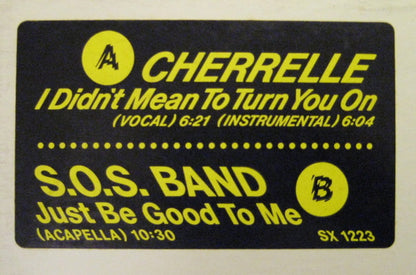 A CHERRELLE
I Didn't Mean To Turn You On
(VOCAL) 6:21 (INSTRUMENTAL) 6:04
S.O.S. BAND B
Just Be Good To Me
(ACAPELLA) 10:30 SX 1223